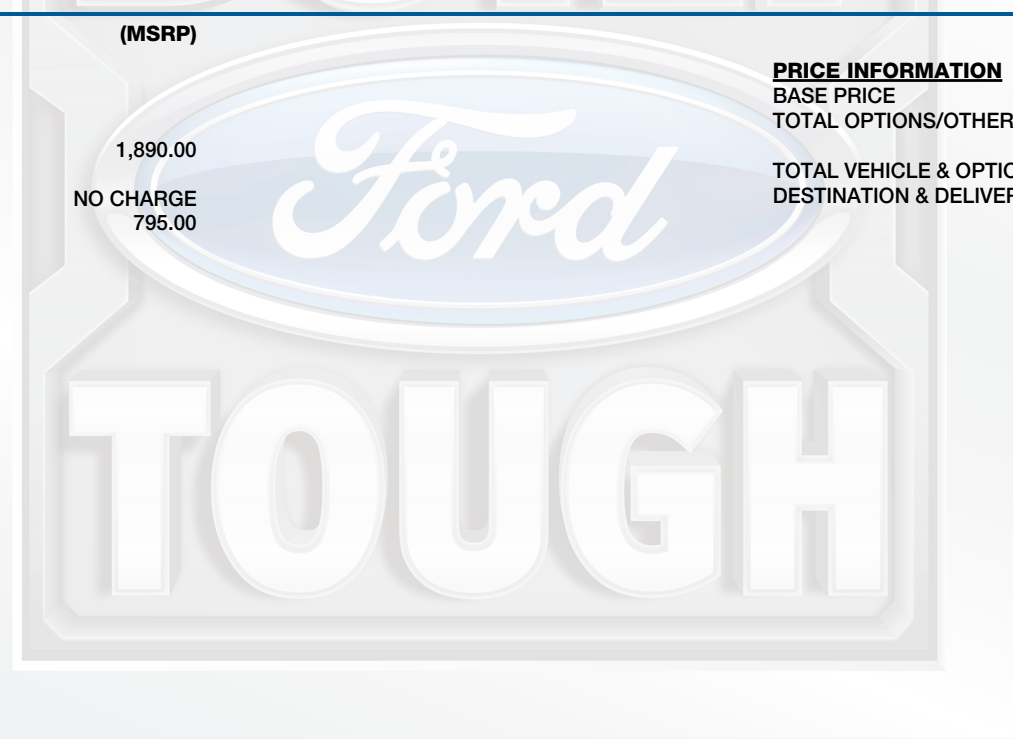 (MSRP)
1,890.00
NO CHARGE
795.00
PRICE INFORMATION
BASE PRICE
TOTAL OPTIONS/OTHER
TOTAL VEHICLE & OPTIO
DESTINATION & DELIVER
Ford
TOUGH